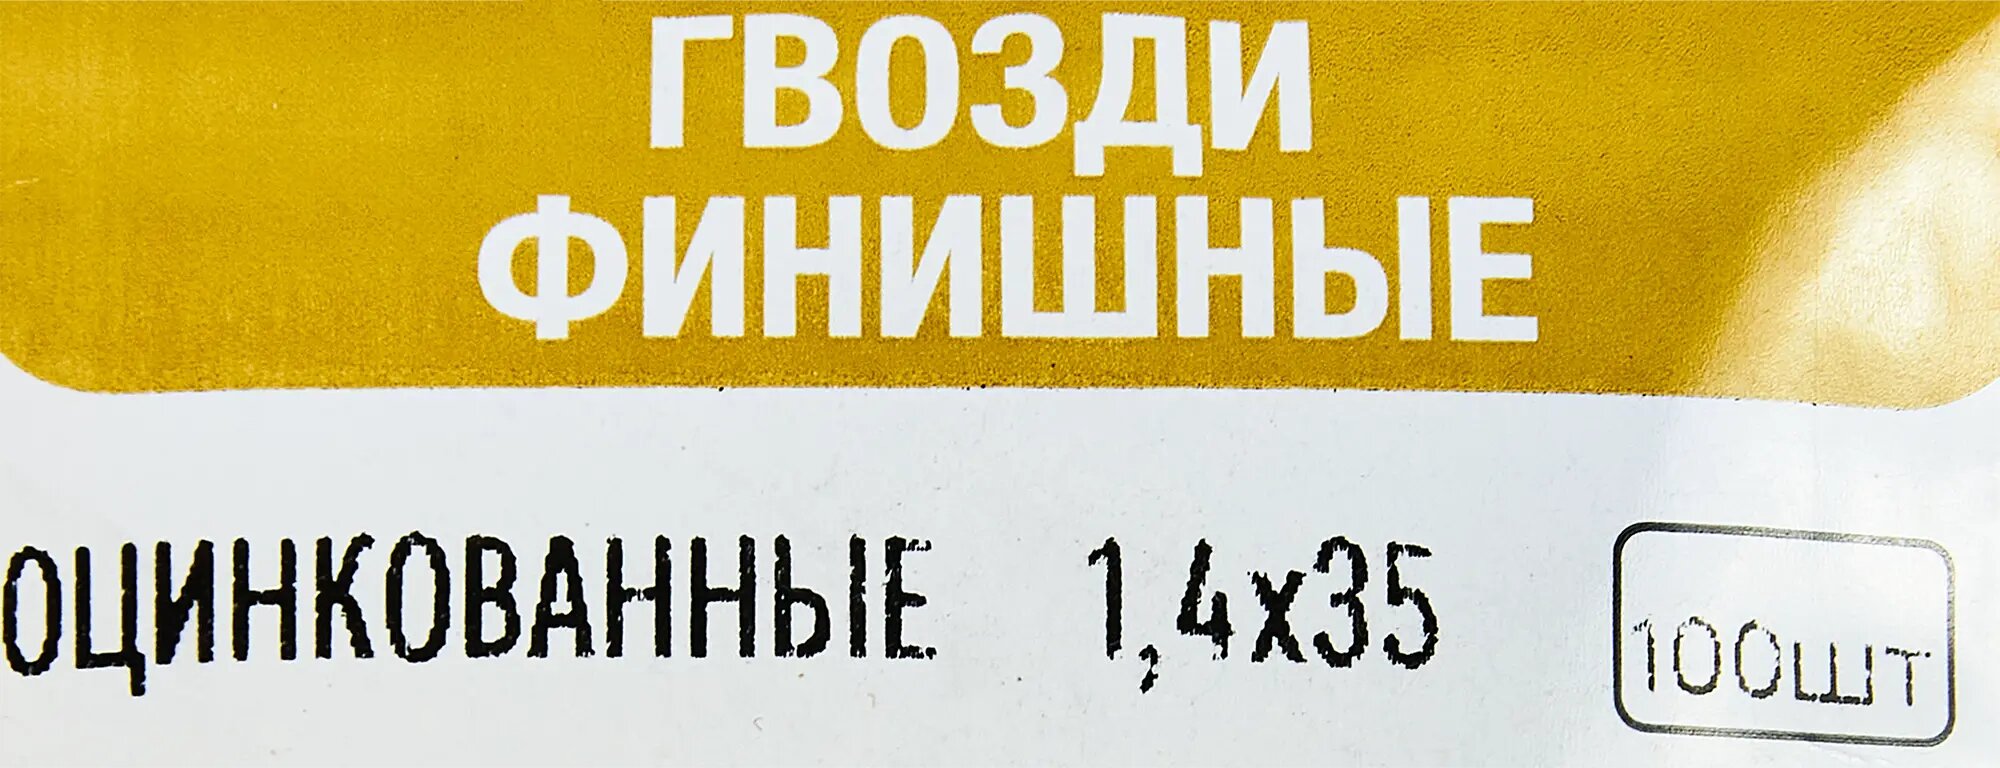 ГВОЗДИ
ФИНИШНЫЕ
ОЦИНКОВАННЫЕ 1,4х35 100шт